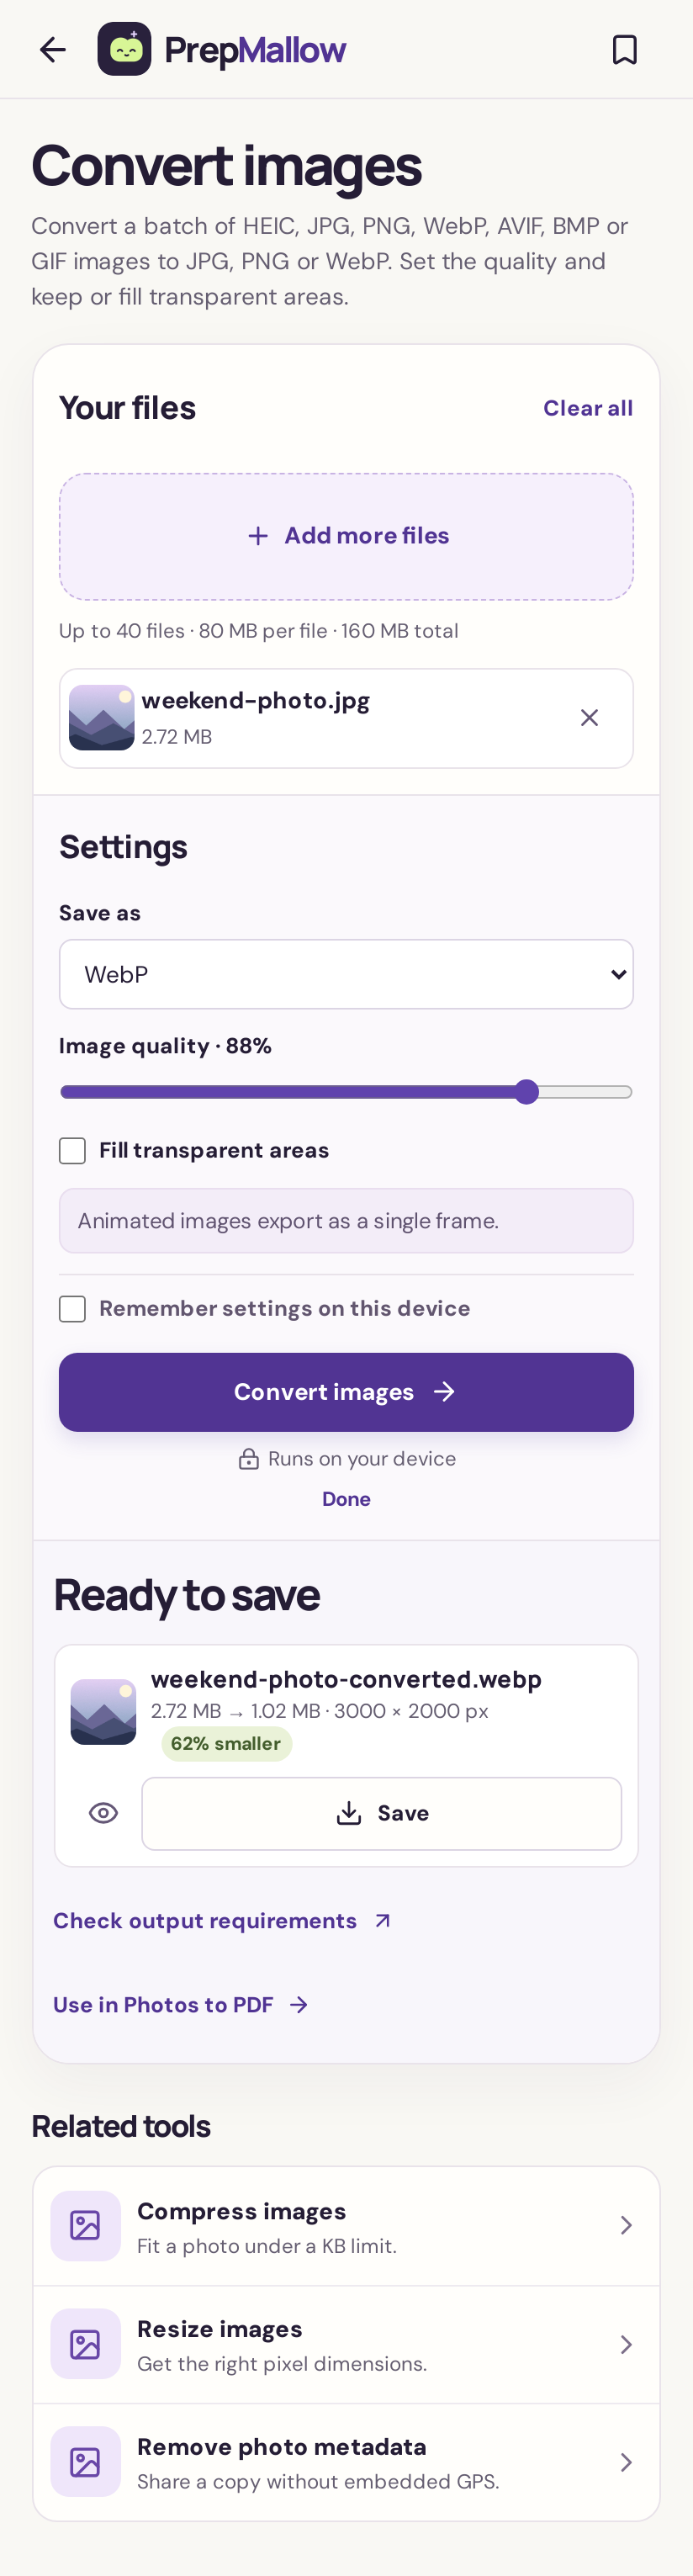 PrepMallow
Convert images
Convert a batch of HEIC, JPG, PNG, WebP, AVIF, BMP or
GIF images to JPG, PNG or WebP. Set the quality and
keep or fill transparent areas.
Your files
Clear all
Add more files
Up to 40 files · 80 MB per file · 160 MB total
weekend-photo.jpg
2.72 MB
Settings
Save as
WebP
Image quality · 88%
Fill transparent areas
Animated images export as a single frame.
Remember settings on this device
Convert images →
Runs on your device
Done
Ready to save
weekend-photo-converted.webp
2.72 MB → 1.02 MB · 3000 × 2000 px
62% smaller
Save
Check output requirements
Use in Photos to PDF →
Related tools
Compress images
Fit a photo under a KB limit.
Resize images
Get the right pixel dimensions.
Remove photo metadata
Share a copy without embedded GPS.